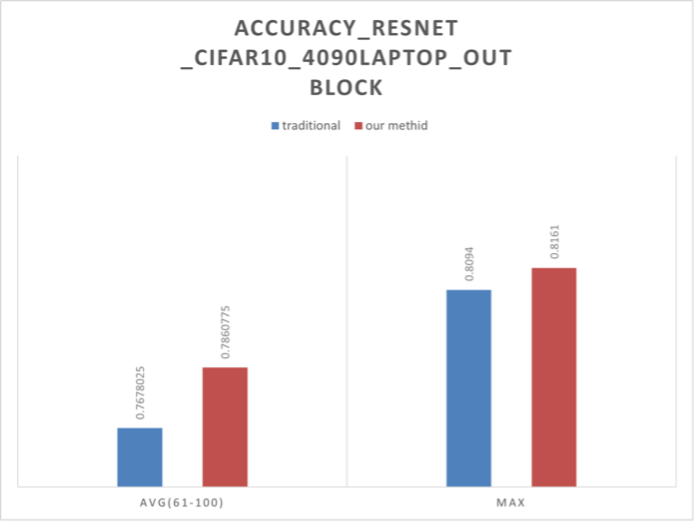 ACCURACY_RESNET
_CIFAR10_4090LAPTOP_OUT
BLOCK
traditional our methid
0.7678025
0.7860775
0.8094
0.8161
AVG(61-100) MAX